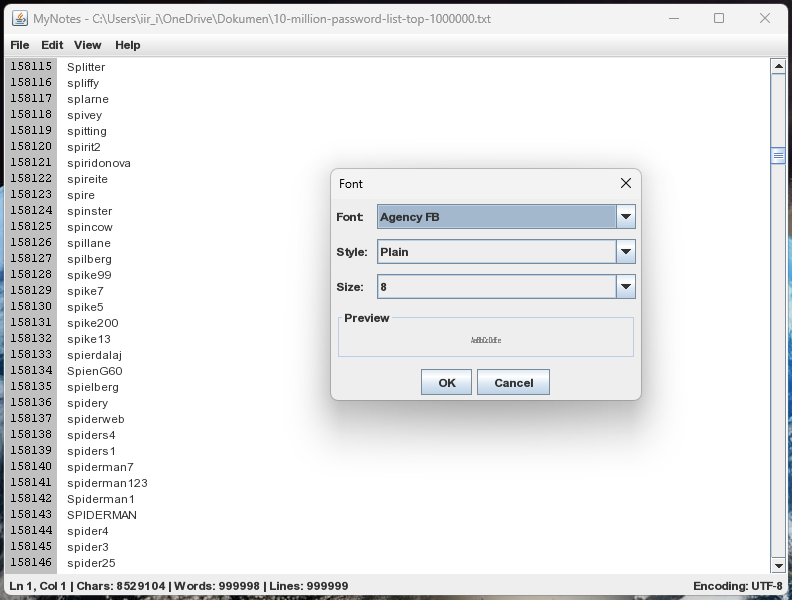 MyNotes - C:\Users\iir_i\OneDrive\Dokumen\10-million-password-list-top-1000000.txt
File Edit View Help
158115 Splitter
158116 spliffy
158117 splarne
158118 spivey
158119 spitting
158120 spirit2
158121 spiridonova
158122 spireite
158123 spire
158124 spinster
158125 spincow
158126 spillane
158127 spilberg
158128 spike99
158129 spike7
158130 spike5
158131 spike200
158132 spike13
158133 spierdalaj
158134 SpienG60
158135 spielberg
158136 spidery
158137 spiderweb
158138 spiders4
158139 spiders1
158140 spiderman7
158141 spiderman123
158142 Spiderman1
158143 SPIDERMAN
158144 spider4
158145 spider3
158146 spider25
Font
Font: Agency FB
Style: Plain
Size: 8
Preview
AaBbCcDdEe
OK Cancel
Ln 1, Col 1 | Chars: 8529104 | Words: 999998 | Lines: 999999 Encoding: UTF-8